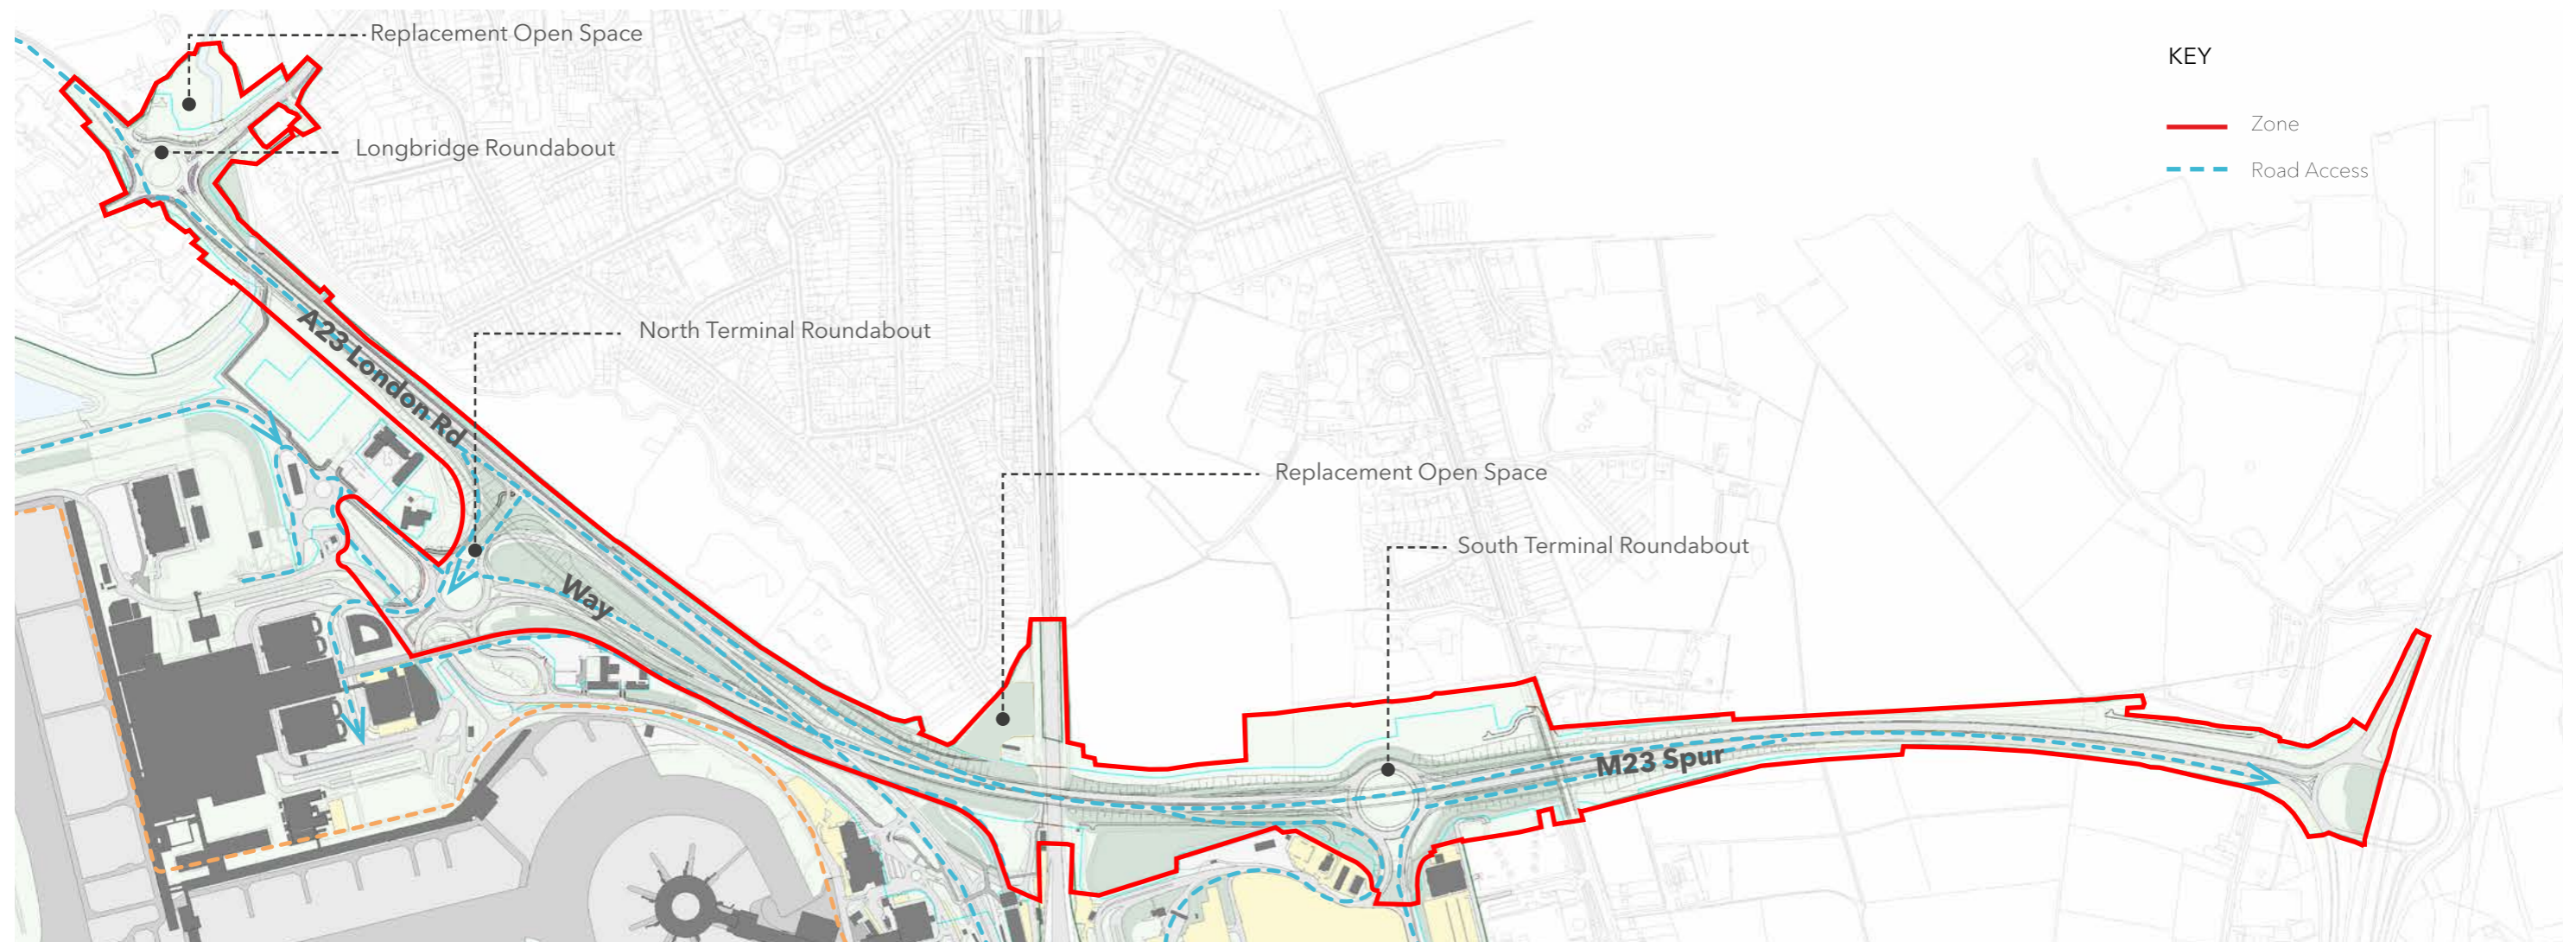 Replacement Open Space
KEY
Zone
Longbridge Roundabout
Road Access
A23 London Rd
North Terminal Roundabout
Replacement Open Space
South Terminal Roundabout
Way
M23 Spur